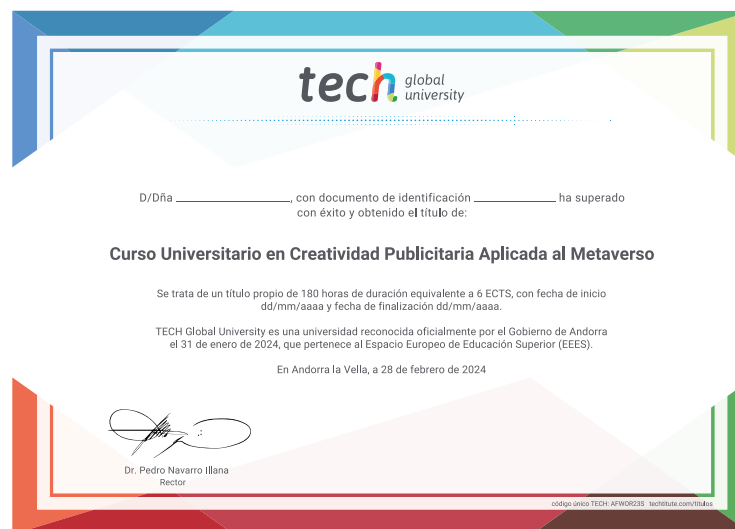 tech global university
D/Dña ____________________, con documento de identificación ______________ ha superado
con éxito y obtenido el título de:
Curso Universitario en Creatividad Publicitaria Aplicada al Metaverso
Se trata de un título propio de 180 horas de duración equivalente a 6 ECTS, con fecha de inicio
dd/mm/aaaa y fecha de finalización dd/mm/aaaa.
TECH Global University es una universidad reconocida oficialmente por el Gobierno de Andorra
el 31 de enero de 2024, que pertenece al Espacio Europeo de Educación Superior (EEES).
En Andorra la Vella, a 28 de febrero de 2024
Dr. Pedro Navarro Illana
Rector
código único TECH: AFWOR23S techtitute.com/titulos